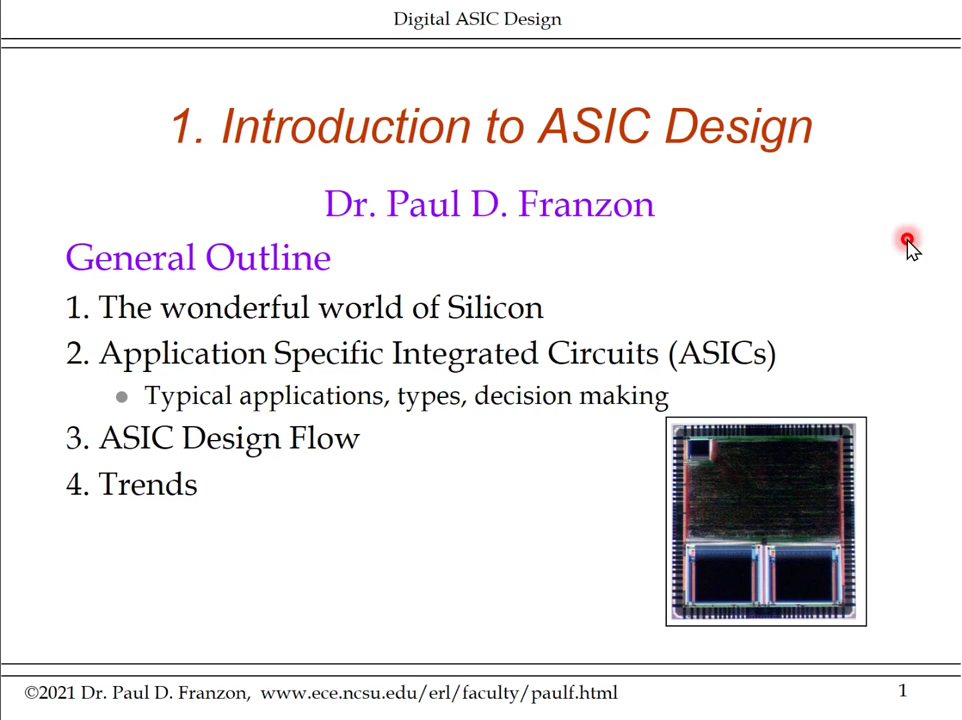 Digital ASIC Design
1. Introduction to ASIC Design
Dr. Paul D. Franzon
General Outline
1. The wonderful world of Silicon
2. Application Specific Integrated Circuits (ASICs)
Typical applications, types, decision making
3. ASIC Design Flow
4. Trends
©2021 Dr. Paul D. Franzon, www.ece.ncsu.edu/erl/faculty/paulf.html
1